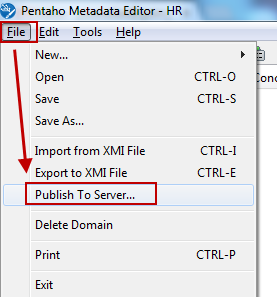 Pentaho Metadata Editor - HR
File Edit Tools Help
New...
Open CTRL-O
Save CTRL-S
Save As...
Import from XMI File CTRL-I
Export to XMI File CTRL-E
Publish To Server...
Delete Domain
Print CTRL-P
Exit